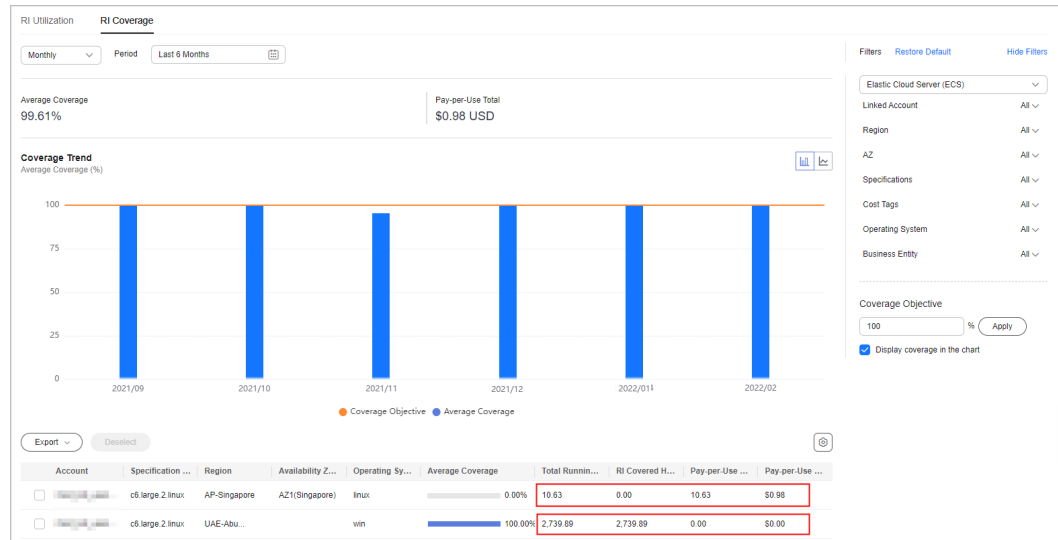 RI Utilization RI Coverage
Monthly Period Last 6 Months
Filters Restore Default Hide Filters
Average Coverage Pay-per-Use Total
99.61% $0.98 USD
Elastic Cloud Server (ECS)
Linked Account All
Region All
AZ All
Specifications All
Cost Tags All
Operating System All
Business Entity All
Coverage Objective
100 % Apply
Display coverage in the chart
Coverage Trend
Average Coverage (%)
100
75
50
25
0
2021/09 2021/10 2021/11 2021/12 2022/011 2022/02
Coverage Objective Average Coverage
Export Deselect
Account Specification ... Region Availability Z... Operating Sy... Average Coverage Total Runnin... RI Covered H... Pay-per-Use ... Pay-per-Use ...
c6.large.2.linux AP-Singapore AZ1(Singapore) linux 0.00% 10.63 0.00 10.63 $0.98
c6.large.2.linux UAE-Abu... win 100.00% 2,739.89 2,739.89 0.00 $0.00